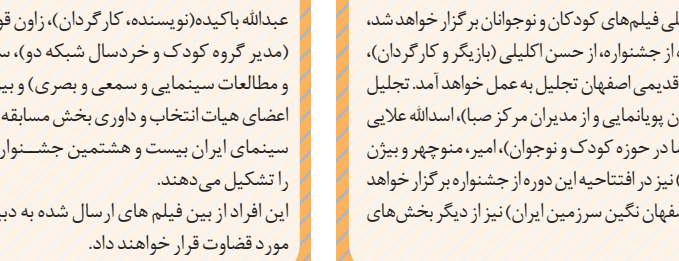 لی فیلم‌های کودکان و نوجوانان برگزار خواهد شد،
از جشنواره، از حسن اکلیلی (بازیگر و کارگردان)،
قدیمی اصفهان تجلیل به عمل خواهد آمد. تجلیل
ن پویانمایی و از مدیران مرکز صبا)، اسدالله علایی
ما در حوزه کودک و نوجوان)، امیر، منوچهر و بیژن
) نیز در افتتاحیه این دوره از جشنواره برگزار خواهد
صفهان نگین سرزمین ایران) نیز از دیگر بخش‌های
عبدالله باکیده(نویسنده، کارگردان)، زاون قو
(مدیر گروه کودک و خردسال شبکه دو)، س
و مطالعات سینمایی و سمعی و بصری) و بیر
اعضای هیات انتخاب و داوری بخش مسابقه
سینمای ایران بیست و هشتمین جشنوار
را تشکیل می‌دهند.
این افراد از بین فیلم های ارسال شده به دبی
مورد قضاوت قرار خواهند داد.